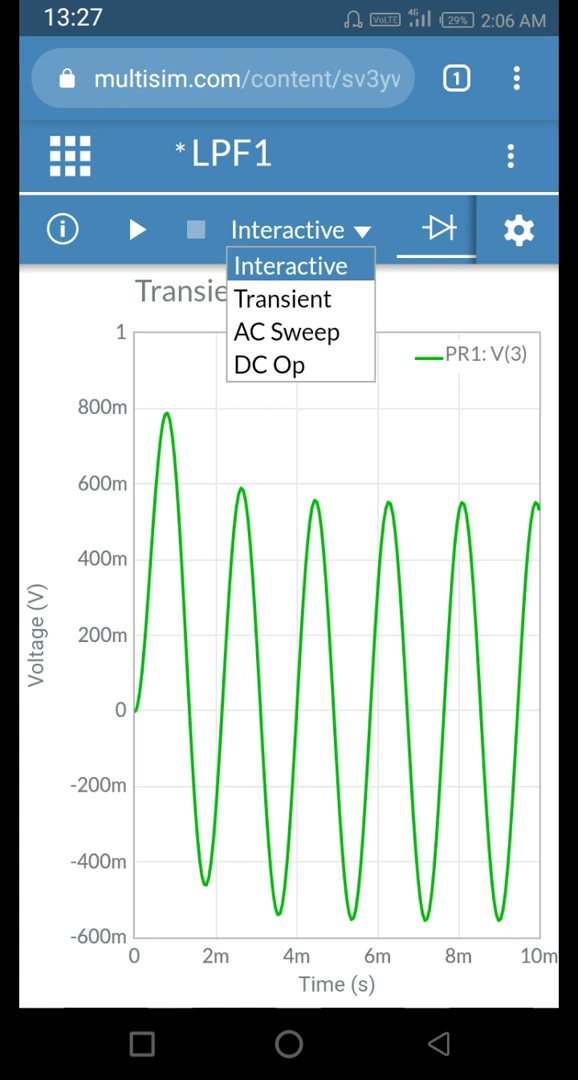 13:27
VoLTE 4G 29% 2:06 AM
multisim.com/content/sv3yv
1
* LPF1
Interactive
Interactive
Transient
AC Sweep
DC Op
Transie
PR1: V(3)
1
800m
600m
400m
200m
0
-200m
-400m
-600m
Voltage (V)
0 2m 4m 6m 8m 10m
Time (s)